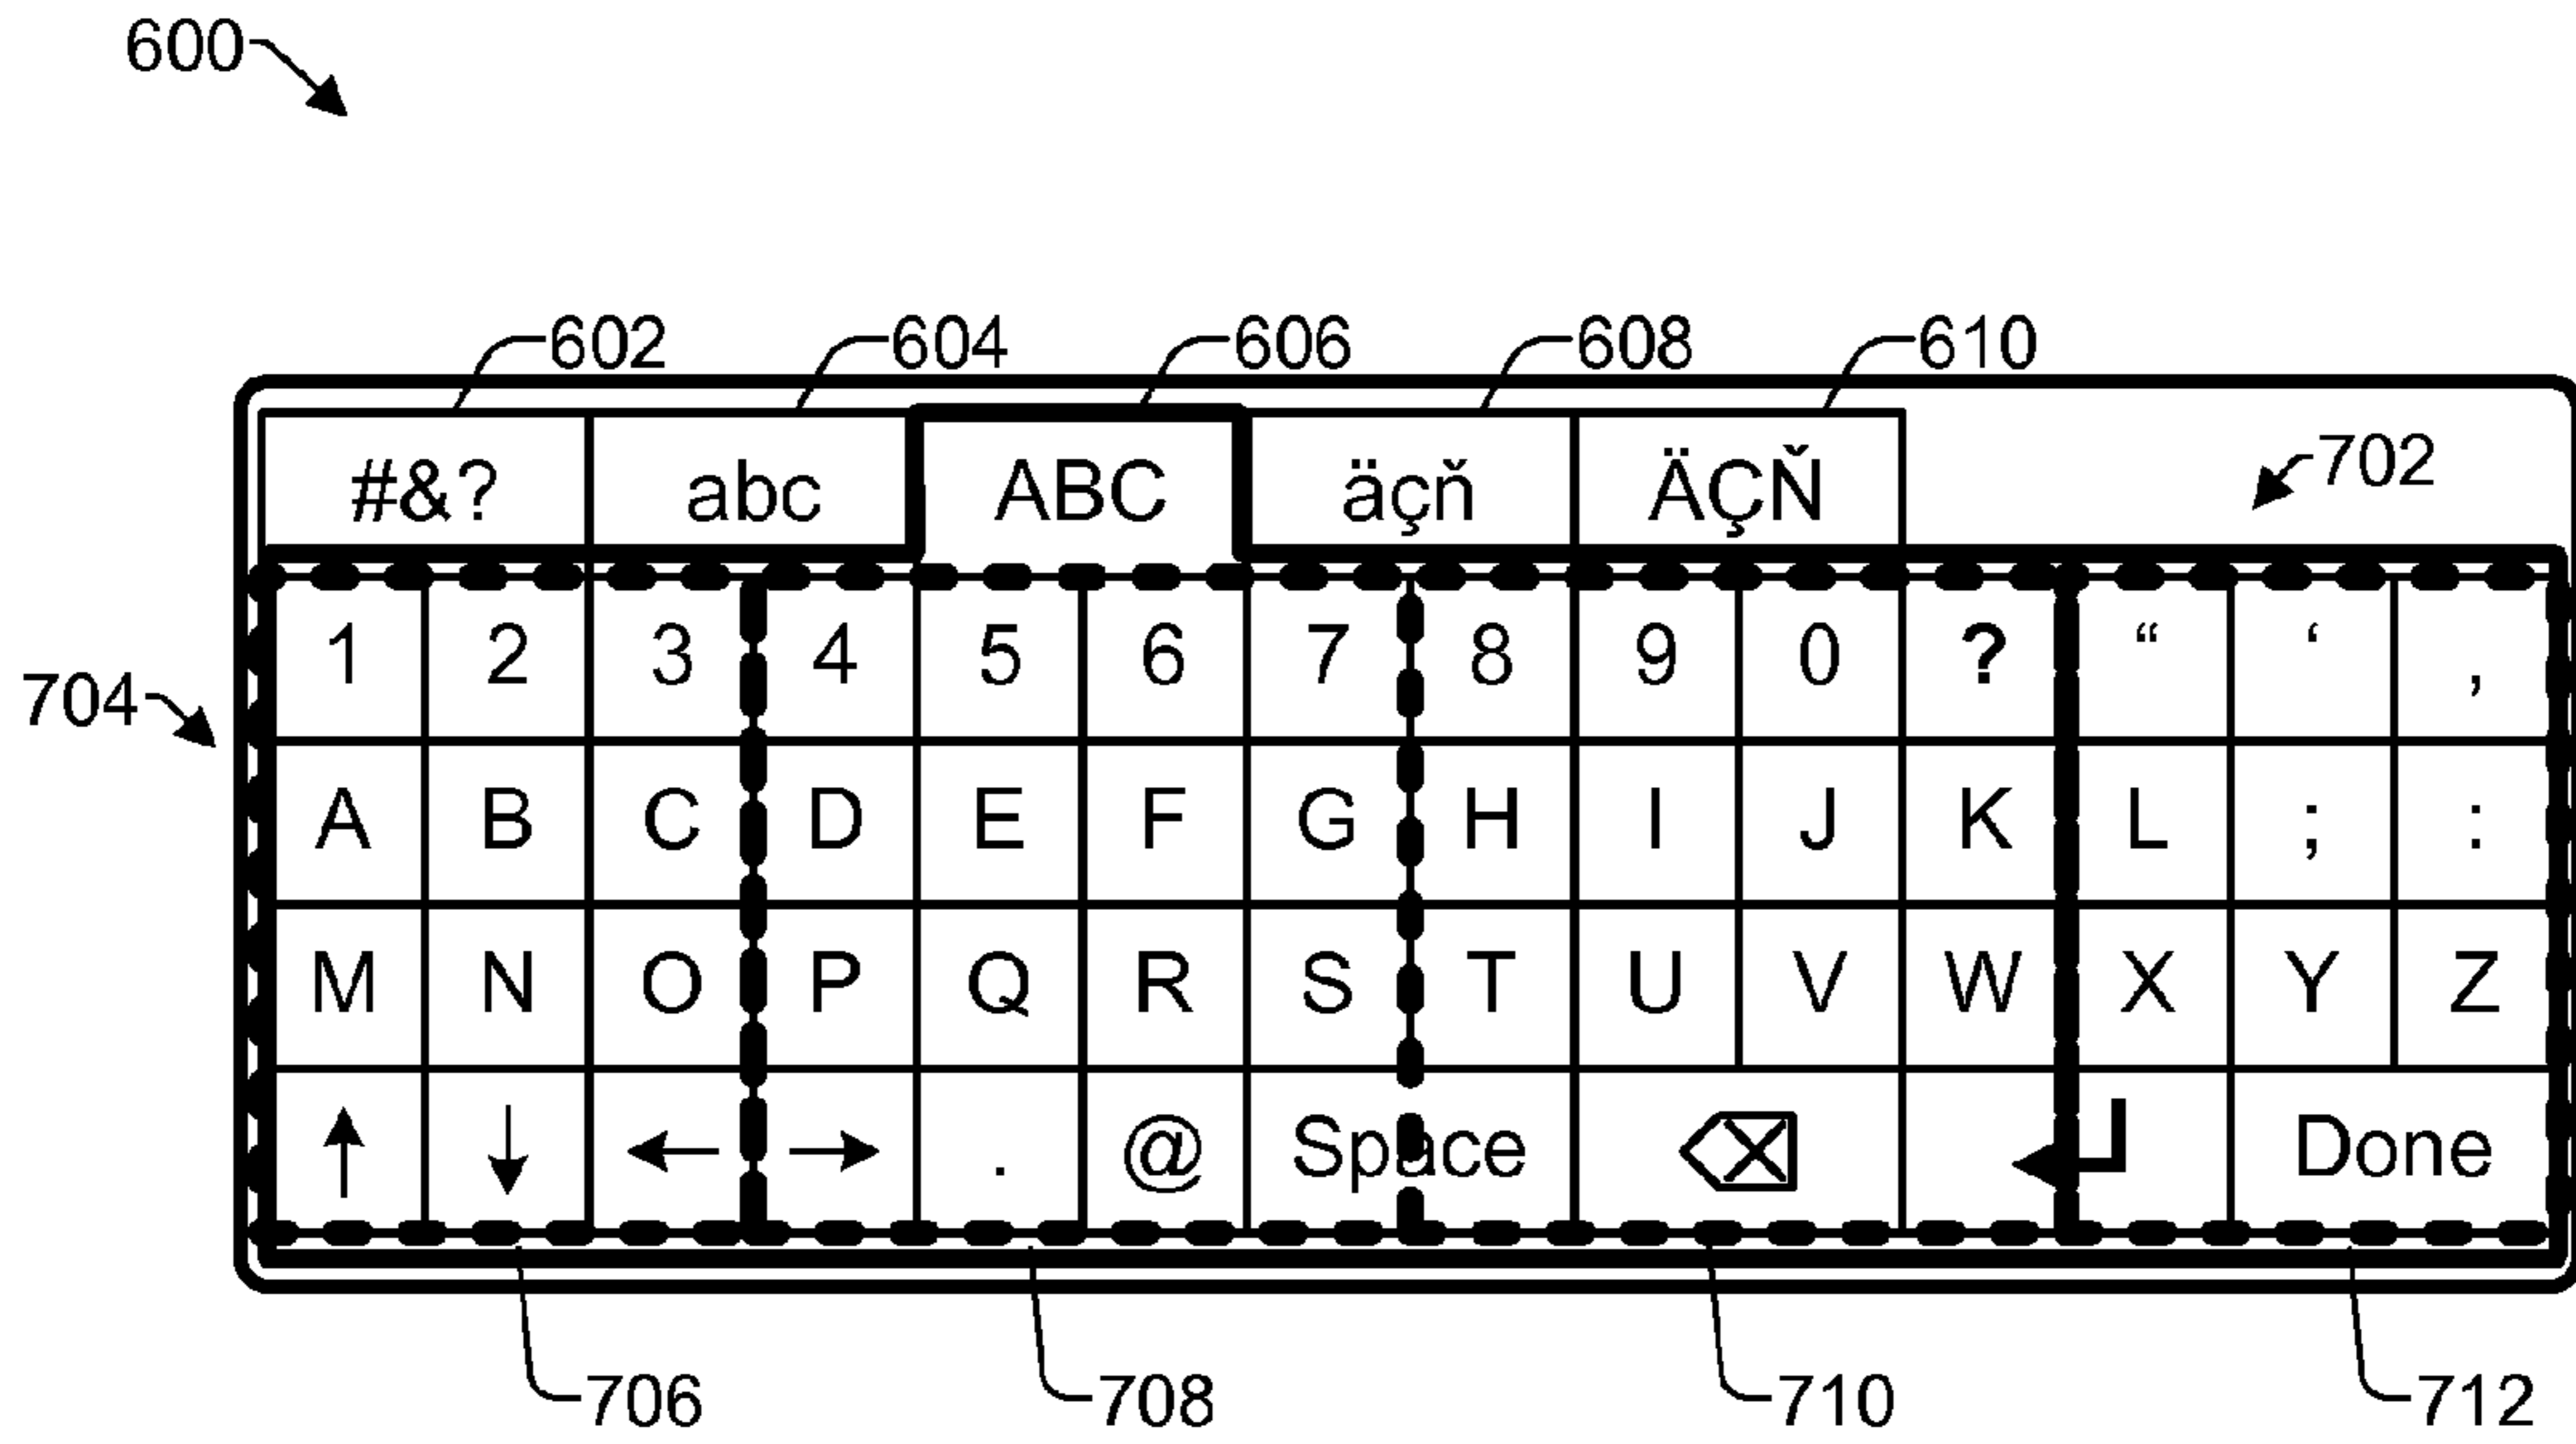 600
602 604 606 608 610
#&? abc ABC äçň ÄÇŇ 702
1 2 3 4 5 6 7 8 9 0 ? “ ‘ ,
704
A B C D E F G H I J K L ; :
M N O P Q R S T U V W X Y Z
↑ ↓ ← → . @ Space ⌫ ↵ Done
706 708 710 712